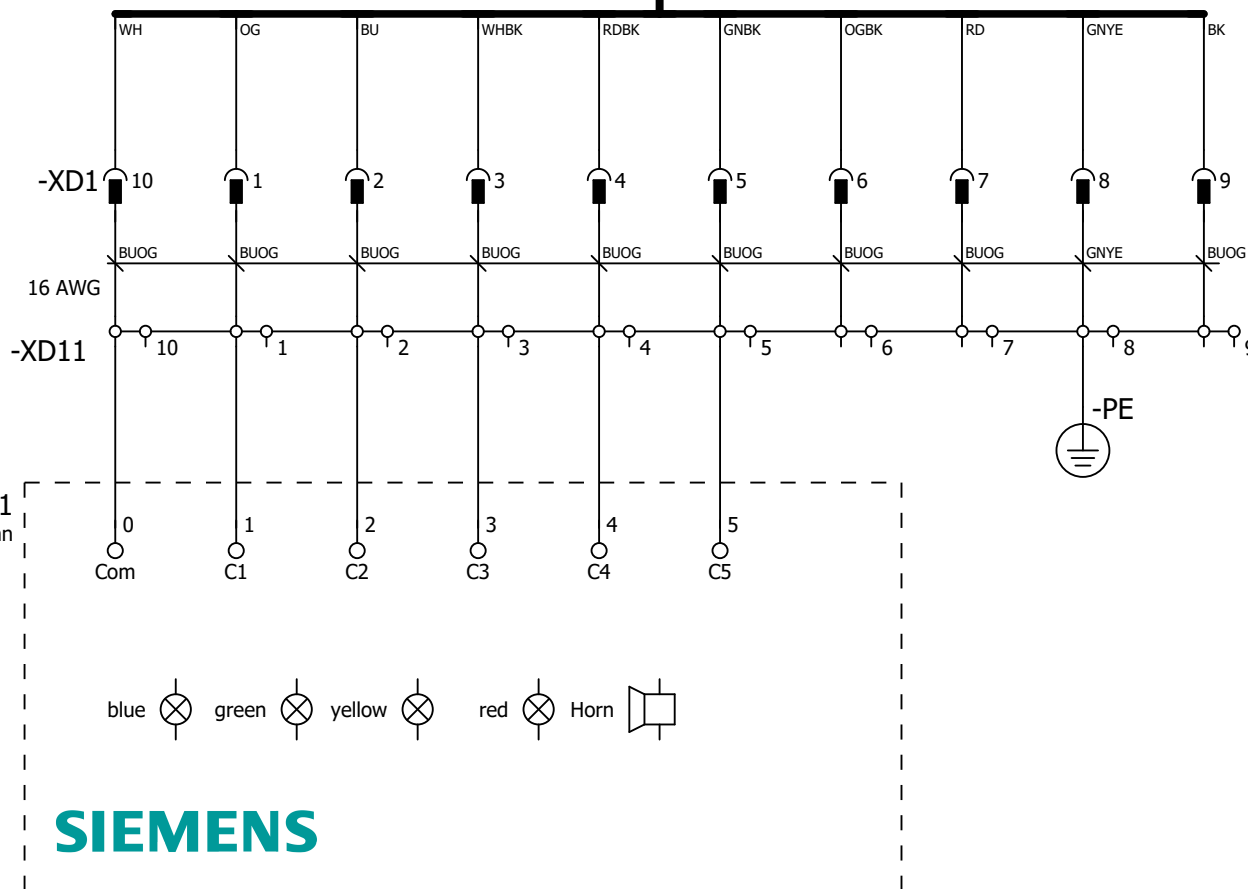 WH OG BU WHBK RDBK GNBK OGBK RD GNYE BK
-XD1 10 1 2 3 4 5 6 7 8 9
BUOG BUOG BUOG BUOG BUOG BUOG BUOG BUOG GNYE BUOG
16 AWG
-XD11 10 1 2 3 4 5 6 7 8 9
-PE
1 0 1 2 3 4 5
Com C1 C2 C3 C4 C5
blue green yellow red Horn
SIEMENS